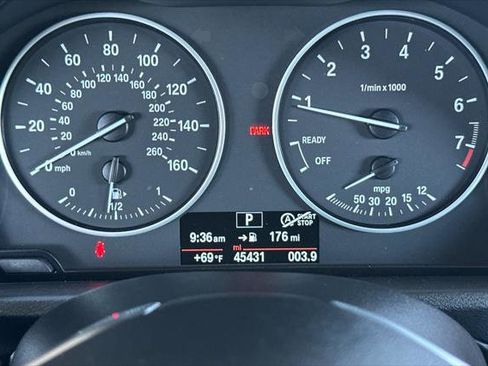 0 20 40 60 80 100 120 140 160
mph
0 20 40 60 80 100 120 140 160 180 200 220 240 260
km/h
0 1/2 1
PARK
1 2 3 4 5 6 7
1/min x 1000
READY
OFF
mpg
50 30 20 15 12
P
START
STOP
9:36 am 176 mi
mi
+69°F 45431 003.9